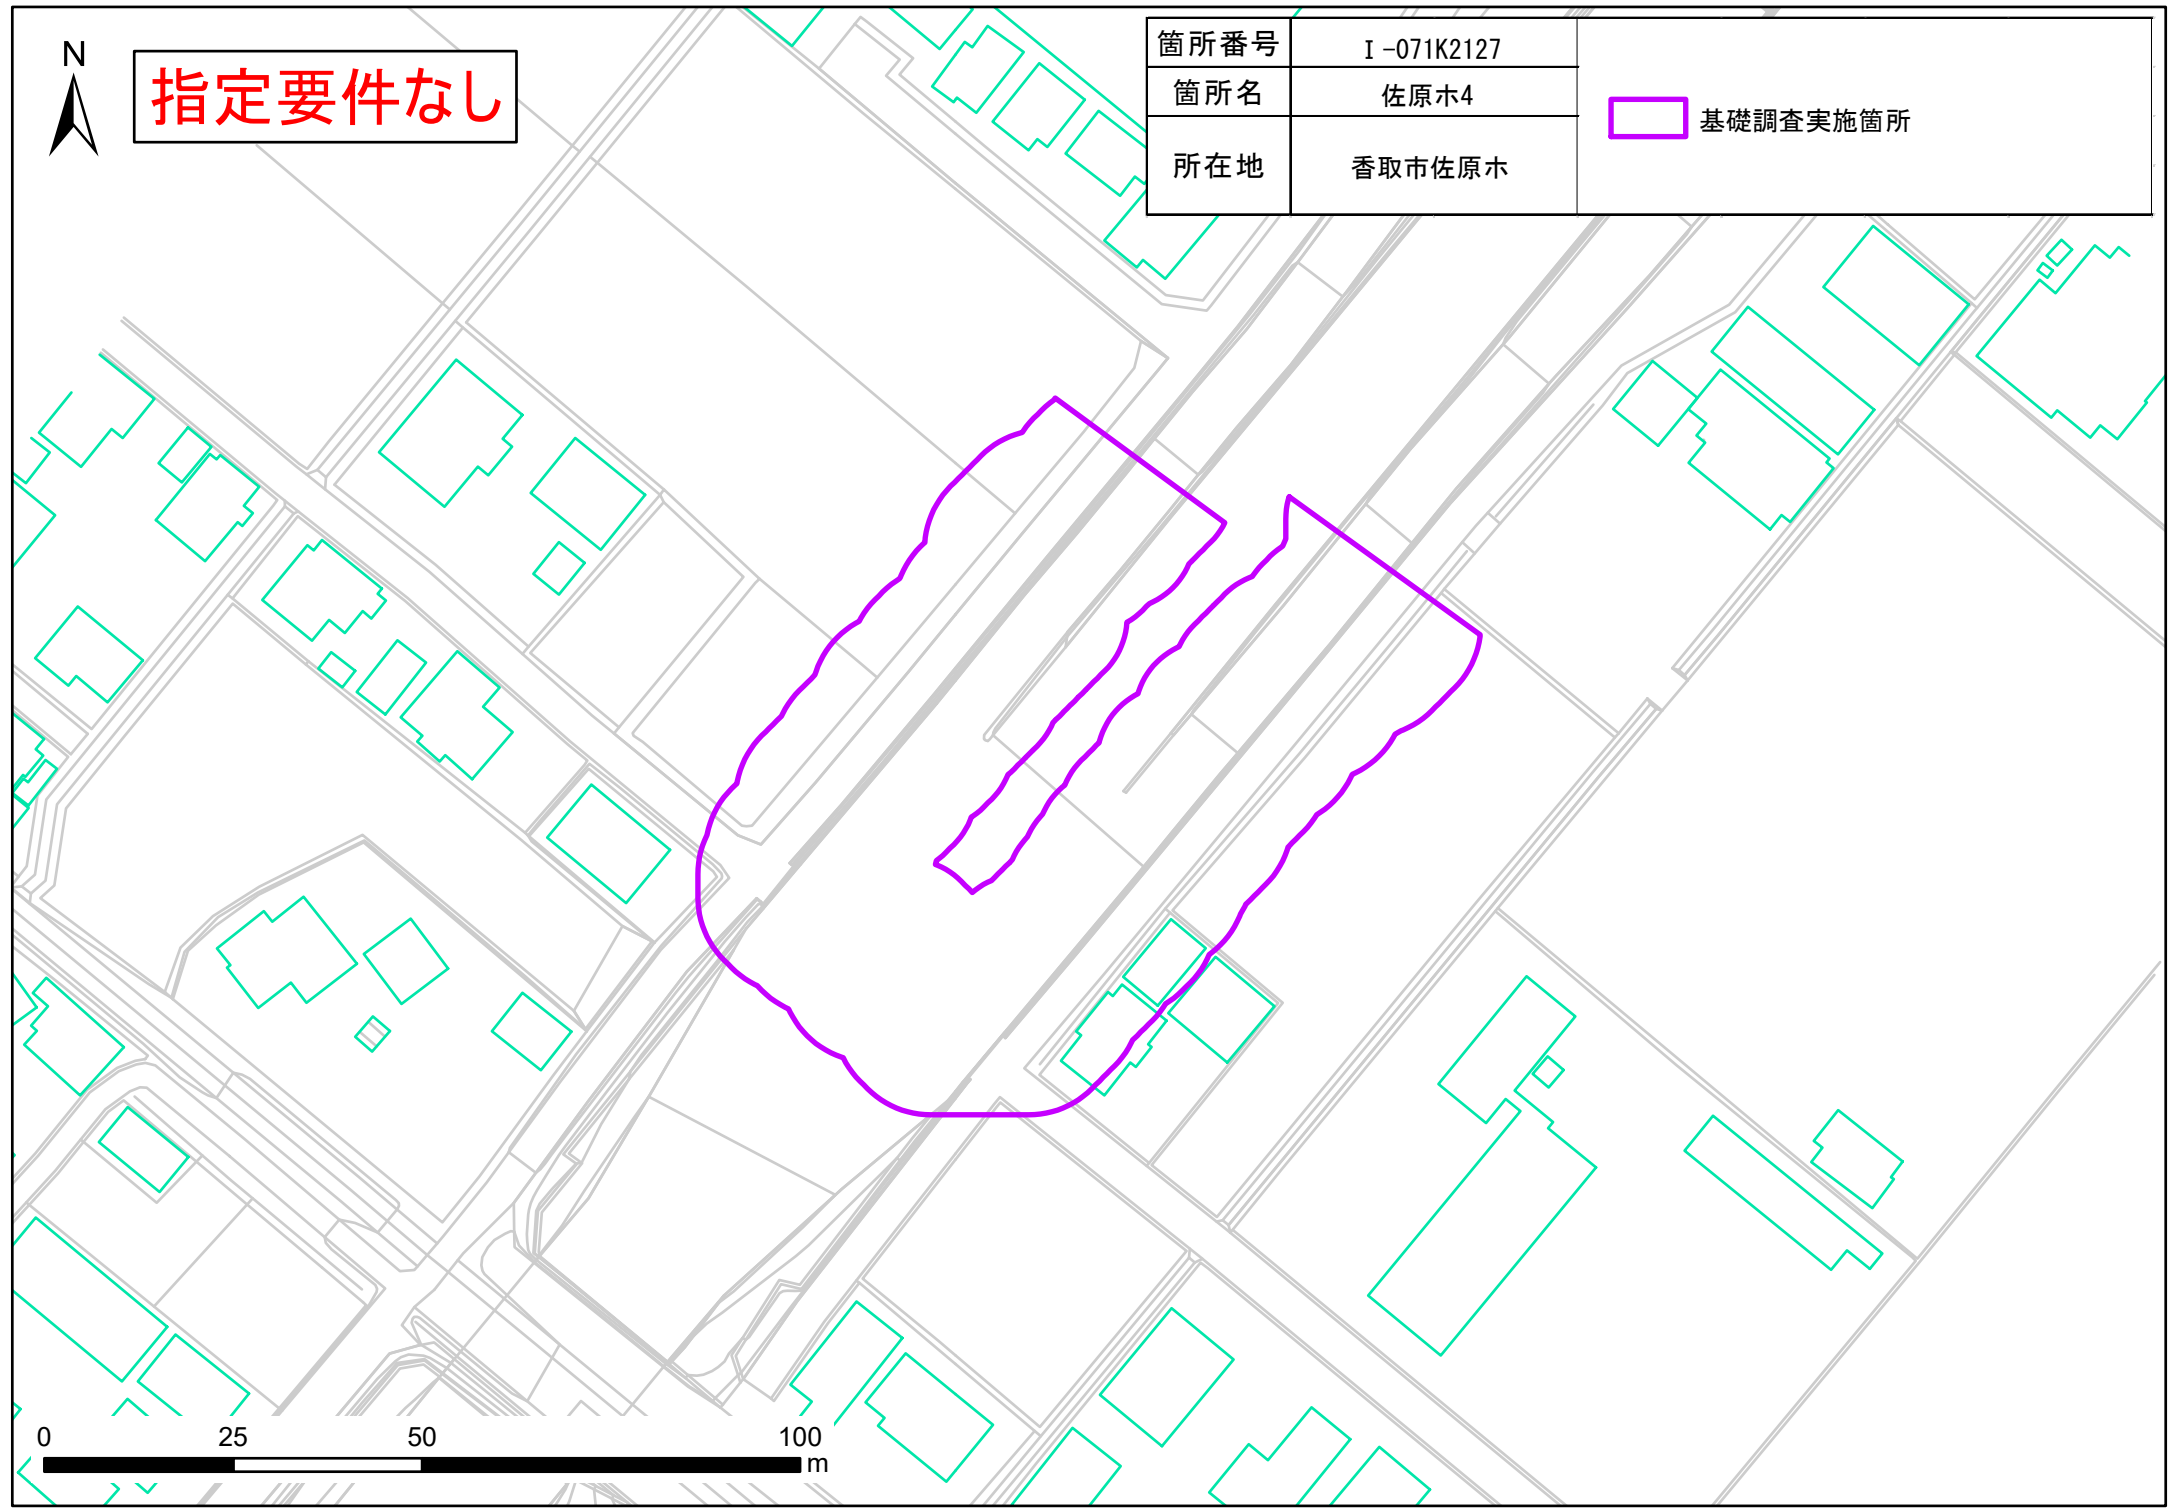 N
指定要件なし
箇所番号 Ⅰ-071K2127
箇所名 佐原ホ4
所在地 香取市佐原ホ
基礎調査実施箇所
0 25 50 100
m